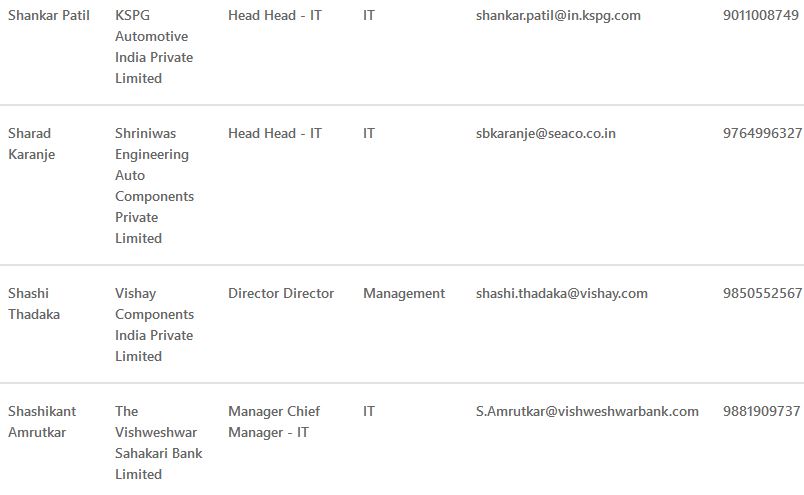 Shankar Patil KSPG Head Head - IT IT shankar.patil@in.kspg.com 9011008749
Automotive
India Private
Limited
Sharad Shriniwas Head Head - IT IT sbkaranje@seaco.co.in 9764996327
Karanje Engineering
Auto
Components
Private
Limited
Shashi Vishay Director Director Management shashi.thadaka@vishay.com 9850552567
Thadaka Components
India Private
Limited
Shashikant The Manager Chief IT S.Amrutkar@vishweshwarbank.com 9881909737
Amrutkar Vishweshwar Manager - IT
Sahakari Bank
Limited